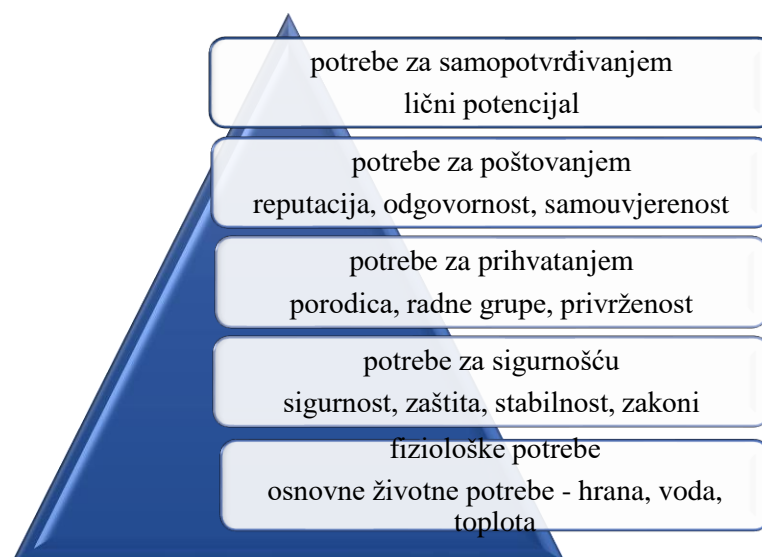 potrebe za samopotvrđivanjem
lični potencijal
potrebe za poštovanjem
reputacija, odgovornost, samouvjerenost
potrebe za prihvatanjem
porodica, radne grupe, privrženost
potrebe za sigurnošću
sigurnost, zaštita, stabilnost, zakoni
fiziološke potrebe
osnovne životne potrebe - hrana, voda,
toplota